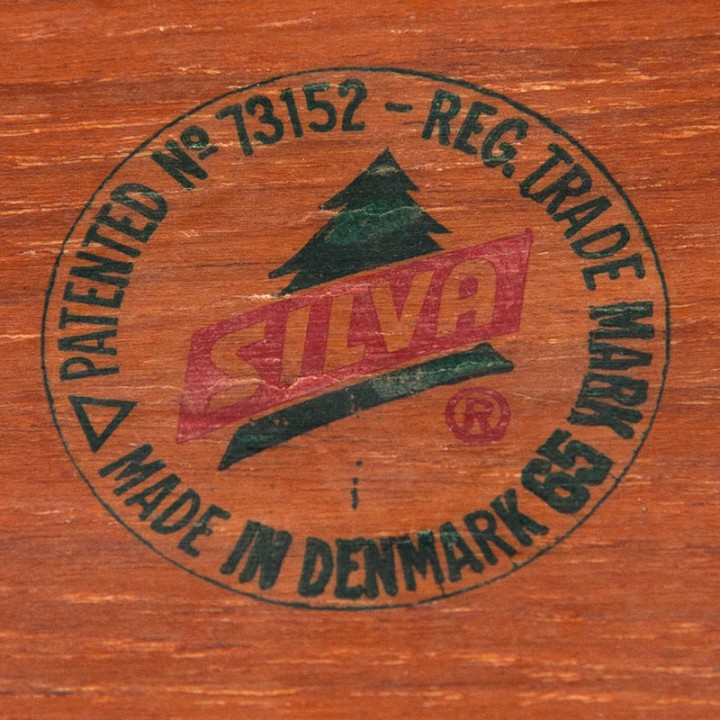 PATENTED Nº 73152 - REG. TRADE MARK 65
SILVA
®
MADE IN DENMARK